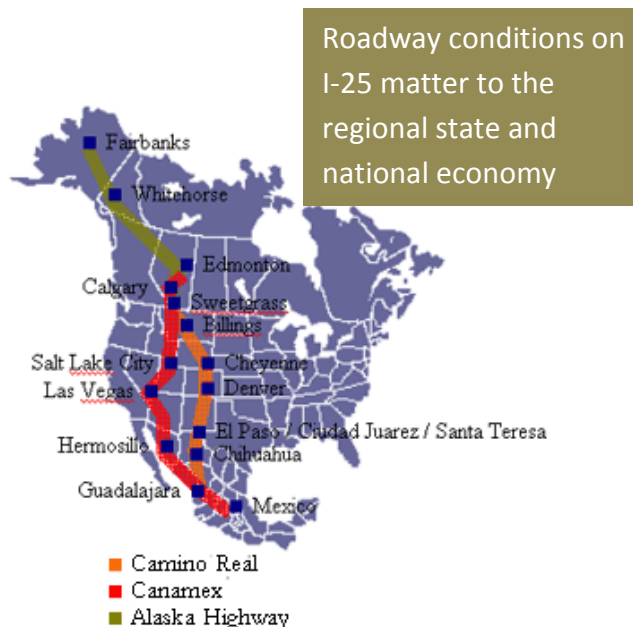 Roadway conditions on
I-25 matter to the
regional state and
national economy
Fairbanks
Whitehorse
Edmonton
Calgary
Sweetgrass
Billings
Salt Lake City
Cheyenne
Las Vegas
Denver
El Paso / Ciudad Juarez / Santa Teresa
Hermosillo
Chihuahua
Guadalajara
Mexico
Camino Real
Canamex
Alaska Highway